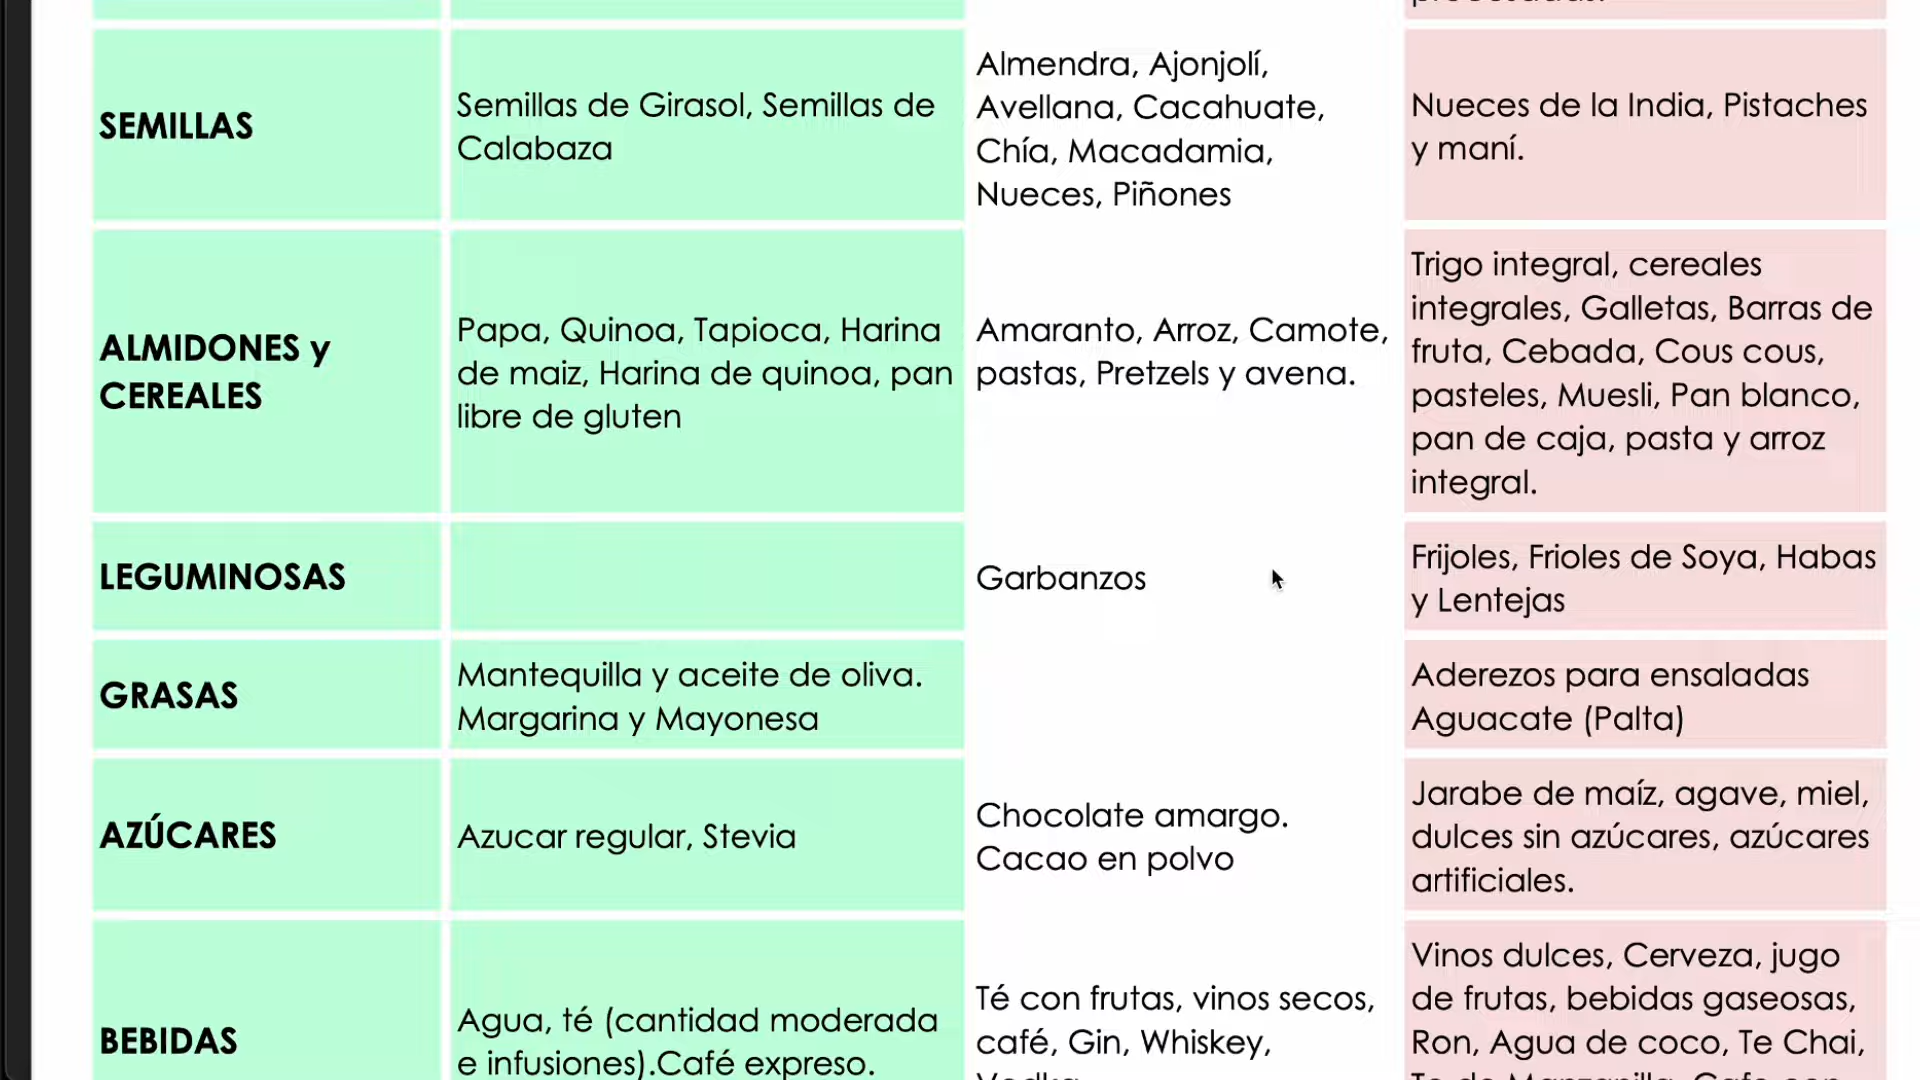 SEMILLAS
Semillas de Girasol, Semillas de
Calabaza
Almendra, Ajonjolí,
Avellana, Cacahuate,
Chía, Macadamia,
Nueces, Piñones
Nueces de la India, Pistaches
y maní.
ALMIDONES y
CEREALES
Papa, Quinoa, Tapioca, Harina
de maiz, Harina de quinoa, pan
libre de gluten
Amaranto, Arroz, Camote,
pastas, Pretzels y avena.
Trigo integral, cereales
integrales, Galletas, Barras de
fruta, Cebada, Cous cous,
pasteles, Muesli, Pan blanco,
pan de caja, pasta y arroz
integral.
LEGUMINOSAS
Garbanzos
Frijoles, Frioles de Soya, Habas
y Lentejas
GRASAS
Mantequilla y aceite de oliva.
Margarina y Mayonesa
Aderezos para ensaladas
Aguacate (Palta)
AZÚCARES
Azucar regular, Stevia
Chocolate amargo.
Cacao en polvo
Jarabe de maíz, agave, miel,
dulces sin azúcares, azúcares
artificiales.
BEBIDAS
Agua, té (cantidad moderada
e infusiones).Café expreso.
Té con frutas, vinos secos,
café, Gin, Whiskey,
Vinos dulces, Cerveza, jugo
de frutas, bebidas gaseosas,
Ron, Agua de coco, Te Chai,